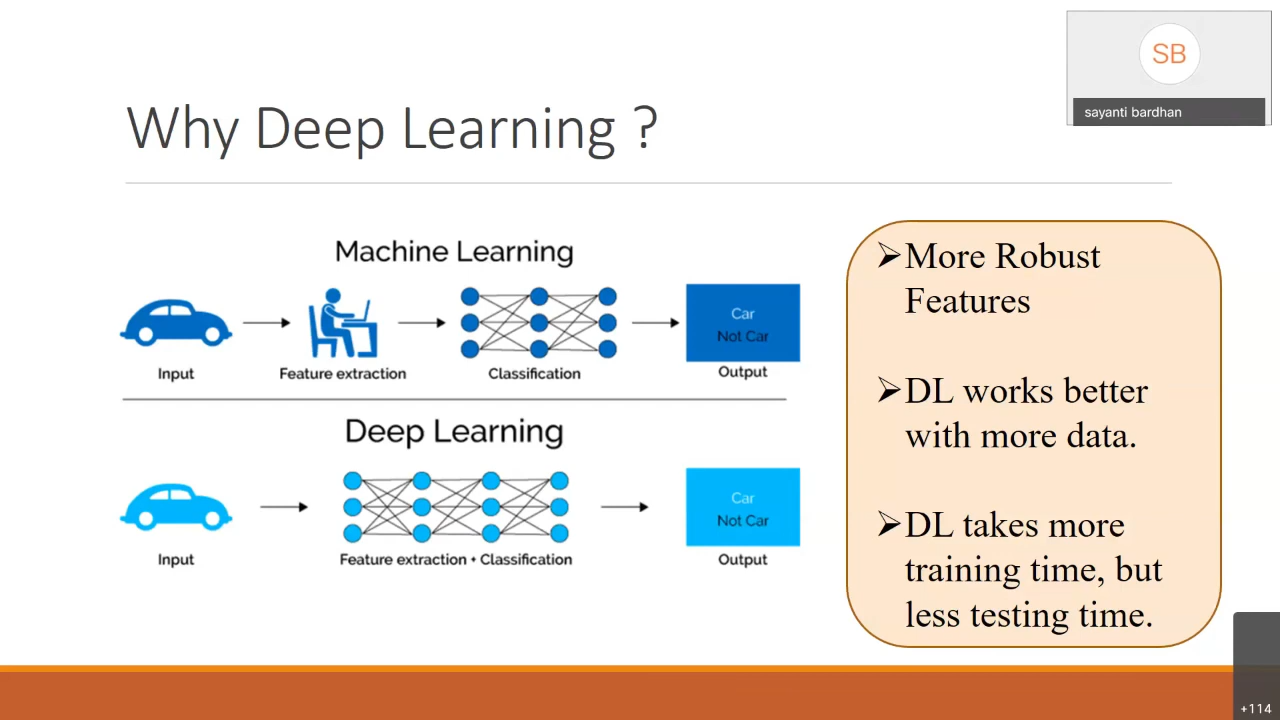 SB
sayanti bardhan
Why Deep Learning ?
Machine Learning
Input
Feature extraction
Classification
Car
Not Car
Output
Deep Learning
Input
Feature extraction + Classification
Car
Not Car
Output
➢More Robust
Features
➢DL works better
with more data.
➢DL takes more
training time, but
less testing time.
+114